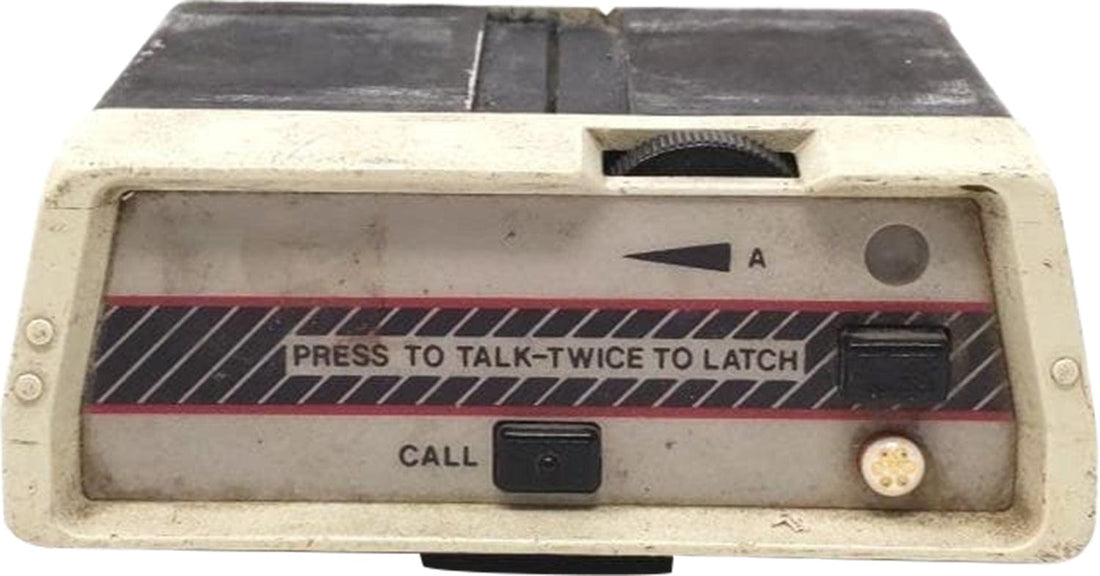 A
PRESS TO TALK-TWICE TO LATCH
CALL